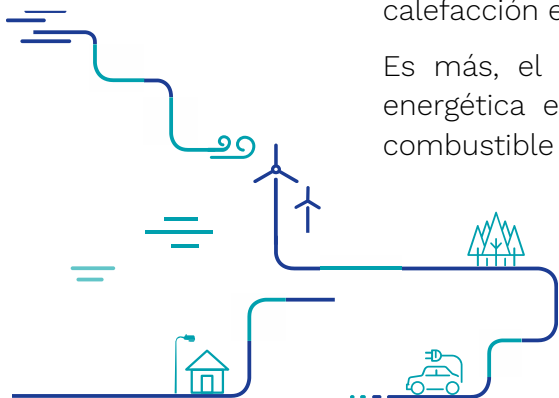 calefacción e
Es más, el
energética e
combustible